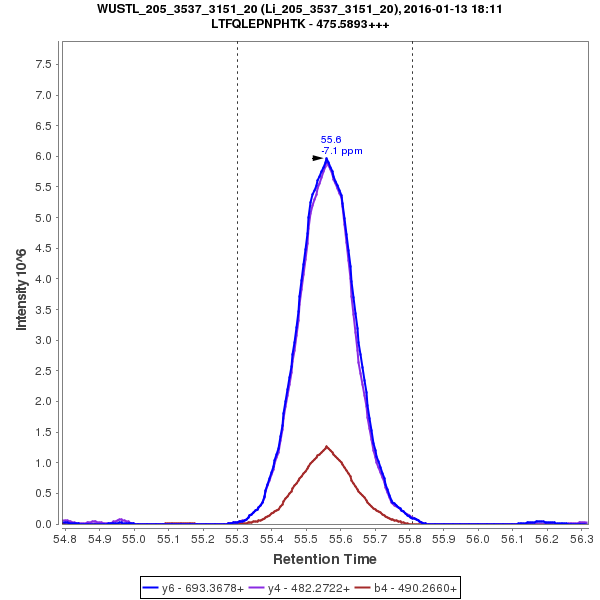 WUSTL_205_3537_3151_20 (Li_205_3537_3151_20), 2016-01-13 18:11
LTFQLEPNPHTK - 475.5893+++
7.5
7.0
6.5
6.0
5.5
5.0
4.5
4.0
3.5
3.0
2.5
2.0
1.5
1.0
0.5
0.0
Intensity 10^6
55.6
-7.1 ppm
54.8 54.9 55.0 55.1 55.2 55.3 55.4 55.5 55.6 55.7 55.8 55.9 56.0 56.1 56.2 56.3
Retention Time
y6 - 693.3678+ y4 - 482.2722+ b4 - 490.2660+